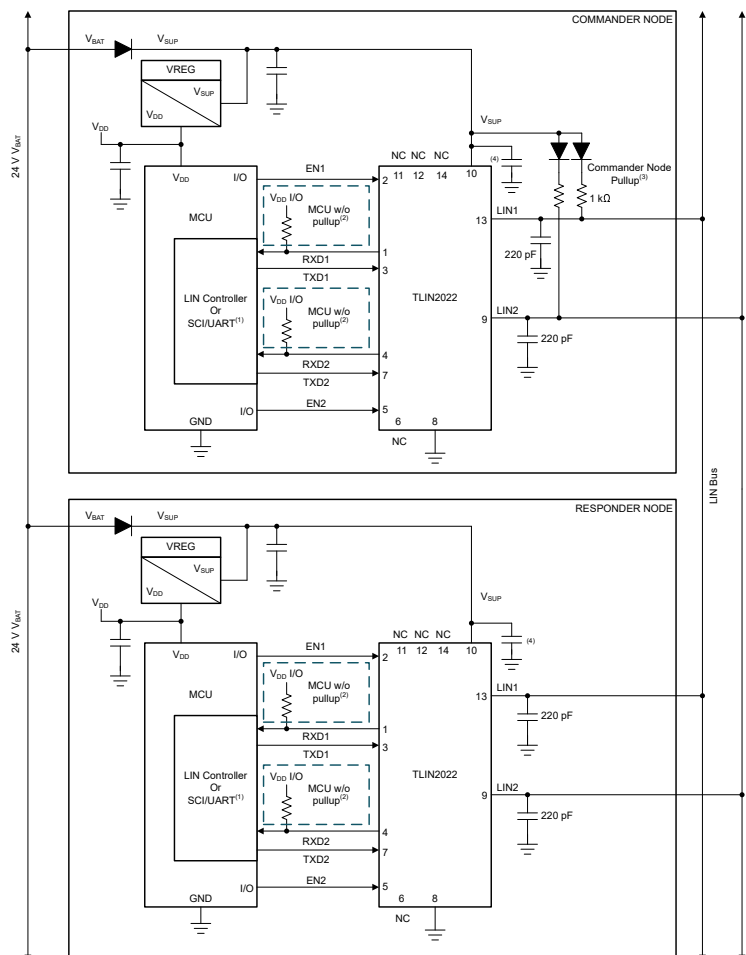 COMMANDER NODE
VBAT
VSUP
VREG
VSUP
VDD
VDD
24 V VBAT
VSUP
(4)
NC NC NC
11 12 14 10
Commander Node
Pullup(3)
1 kΩ
VDD
I/O
EN1
2
MCU
VDD I/O
MCU w/o
pullup(2)
13
LIN1
220 pF
1
RXD1
3
TXD1
LIN Controller
Or
SCI/UART(1)
VDD I/O
MCU w/o
pullup(2)
TLIN2022
9
LIN2
220 pF
4
RXD2
7
TXD2
I/O
EN2
5
GND
6 8
NC
LIN Bus
RESPONDER NODE
VBAT
VSUP
VREG
VSUP
VDD
VDD
24 V VBAT
VSUP
(4)
NC NC NC
11 12 14 10
VDD
I/O
EN1
2
MCU
VDD I/O
MCU w/o
pullup(2)
13
LIN1
220 pF
1
RXD1
3
TXD1
LIN Controller
Or
SCI/UART(1)
VDD I/O
MCU w/o
pullup(2)
TLIN2022
9
LIN2
220 pF
4
RXD2
7
TXD2
I/O
EN2
5
GND
6 8
NC